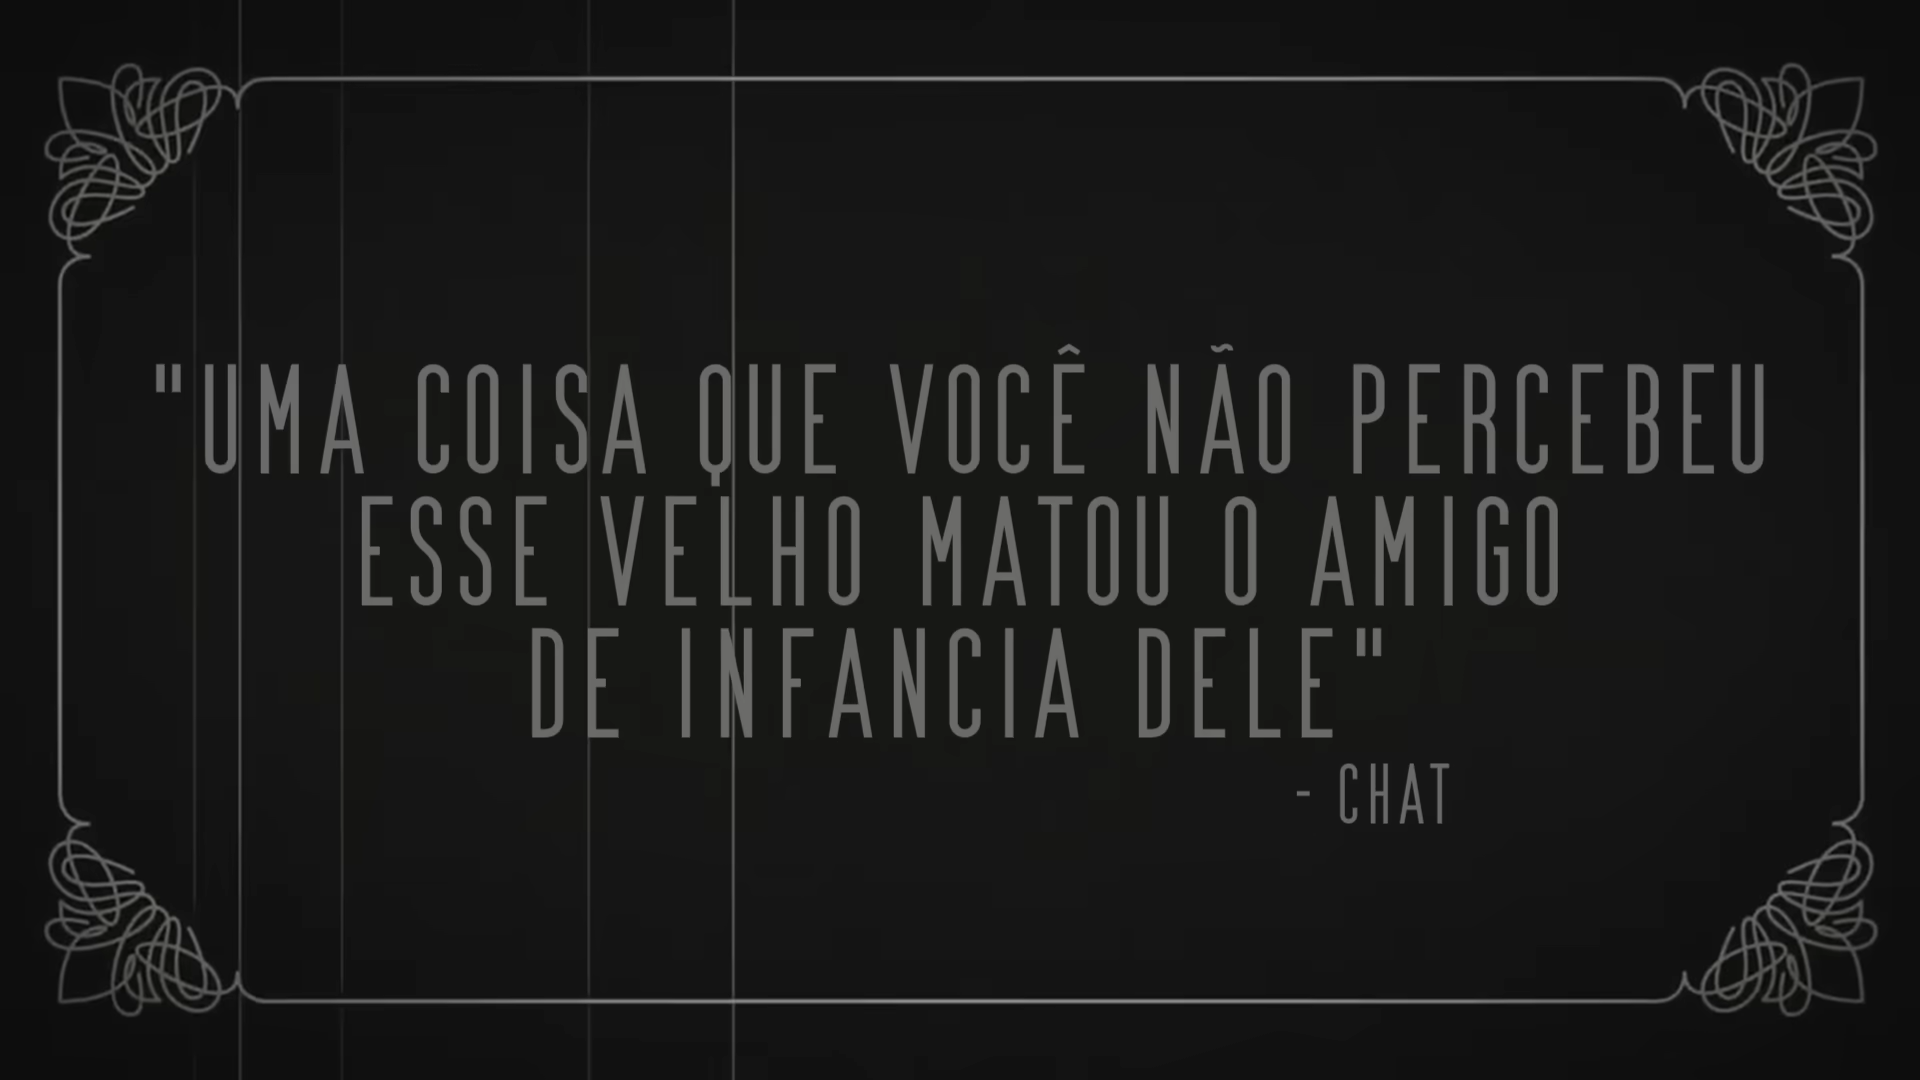 "UMA COISA QUE VOCÊ NÃO PERCEBEU
ESSE VELHO MATOU O AMIGO
DE INFANCIA DELE"
- CHAT